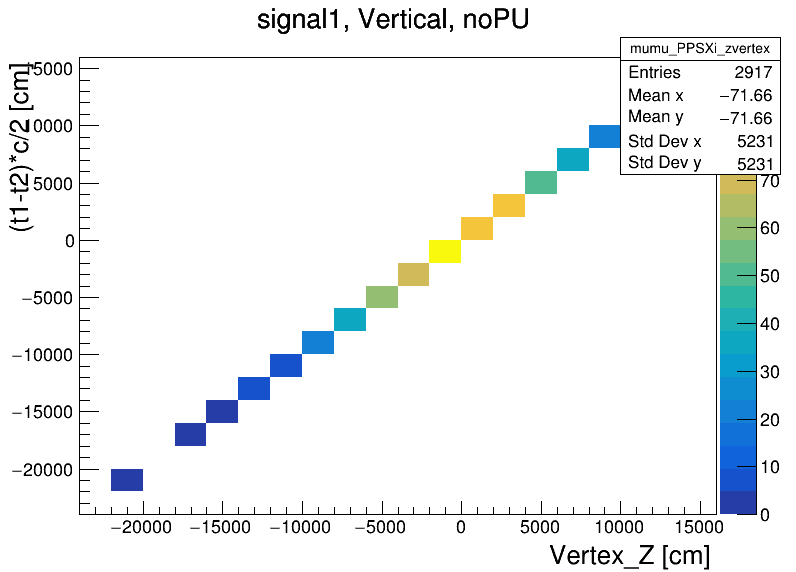 signal1, Vertical, noPU
mumu_PPSXi_zvertex
Entries 2917
Mean x −71.66
Mean y −71.66
Std Dev x 5231
Std Dev y 5231
(t1-t2)*c/2 [cm]
15000
10000
5000
0
−5000
−10000
−15000
−20000
70
60
50
40
30
20
10
0
−20000 −15000 −10000 −5000 0 5000 10000 15000
Vertex_Z [cm]